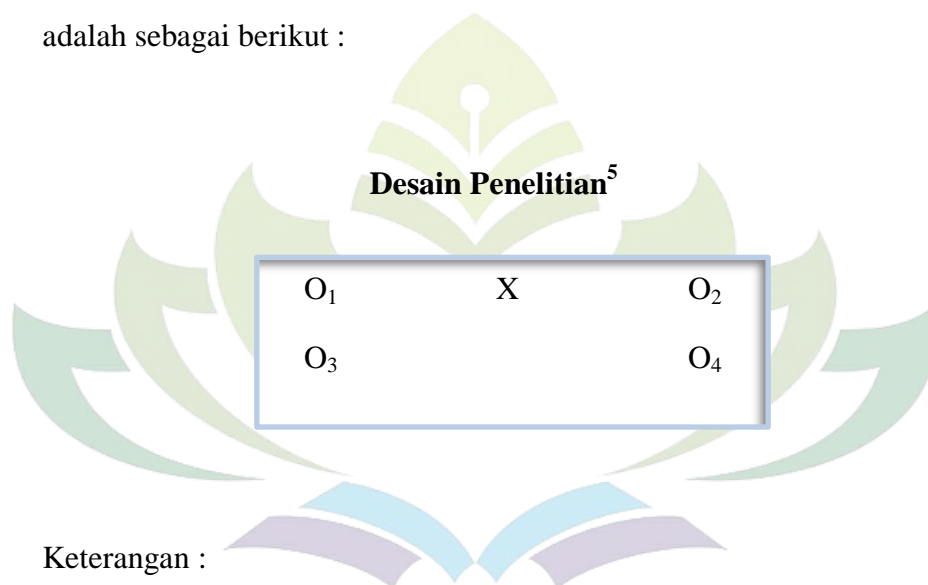 adalah sebagai berikut :
Desain Penelitian⁵
O₁ X O₂
O₃ O₄
Keterangan :